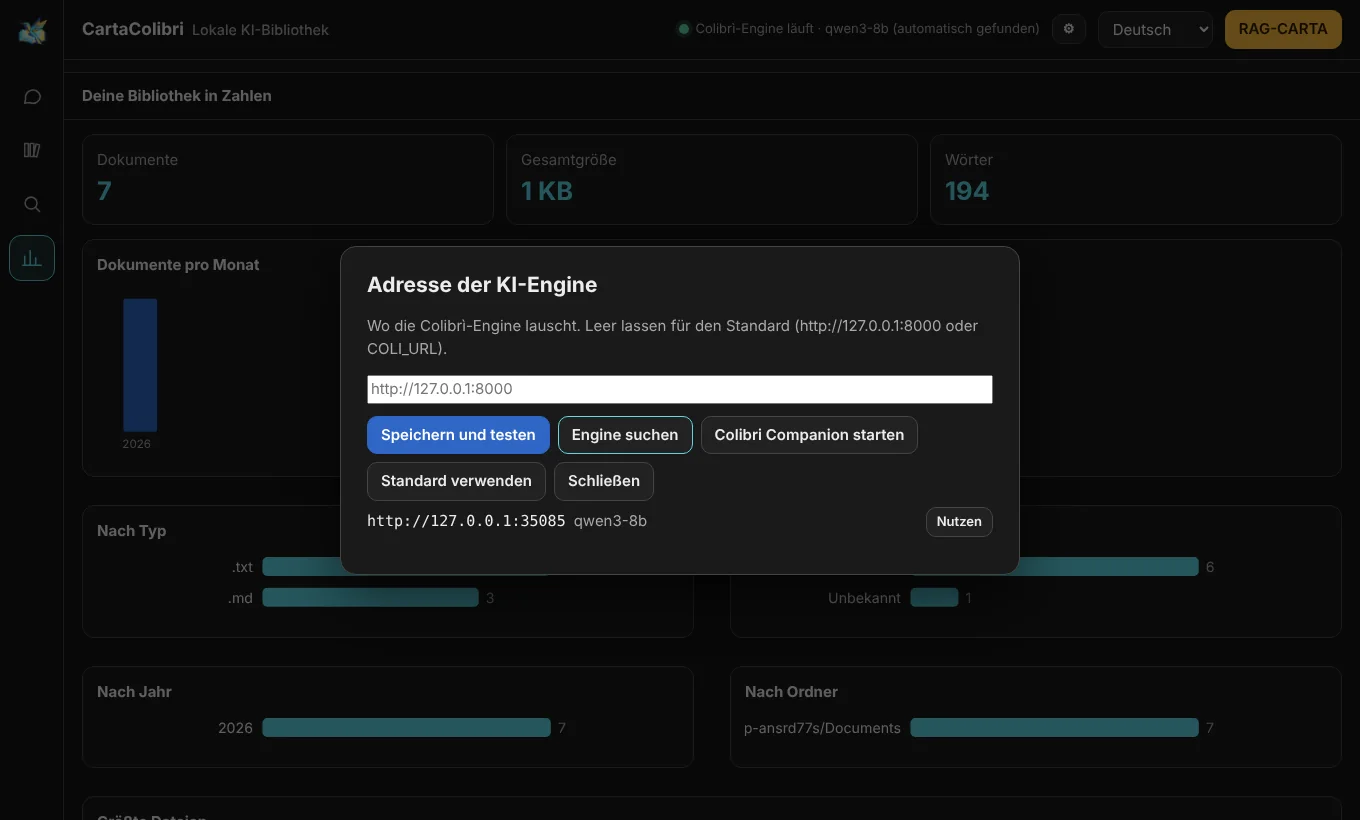 CartaColibri Lokale KI-Bibliothek
Colibrì-Engine läuft · qwen3-8b (automatisch gefunden)
Deutsch
RAG-CARTA
Deine Bibliothek in Zahlen
Dokumente
7
Gesamtgröße
1 KB
Wörter
194
Dokumente pro Monat
2026
Adresse der KI-Engine
Wo die Colibrì-Engine lauscht. Leer lassen für den Standard (http://127.0.0.1:8000 oder
COLI_URL).
http://127.0.0.1:8000
Speichern und testen
Engine suchen
Colibri Companion starten
Standard verwenden
Schließen
http://127.0.0.1:35085 qwen3-8b
Nutzen
Nach Typ
.txt
.md 3
6
Unbekannt 1
Nach Jahr
2026 7
Nach Ordner
p-ansrd77s/Documents 7
Größte Dateien